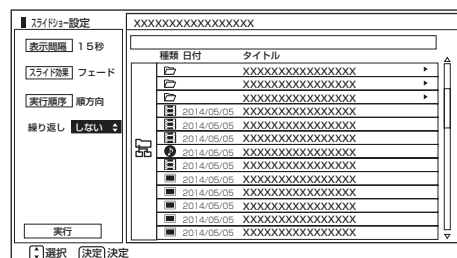 スライドショー設定
XXXXXXXXXXXXXXXXX
表示間隔 15秒
スライド効果 フェード
実行順序 順方向
繰り返し しない
実行
種類 日付 タイトル
XXXXXXXXXXXXXXXX
XXXXXXXXXXXXXXXX
XXXXXXXXXXXXXXXX
2014/05/05 XXXXXXXXXXXXXXXX
2014/05/05 XXXXXXXXXXXXXXXX
2014/05/05 XXXXXXXXXXXXXXXX
2014/05/05 XXXXXXXXXXXXXXXX
2014/05/05 XXXXXXXXXXXXXXXX
2014/05/05 XXXXXXXXXXXXXXXX
2014/05/05 XXXXXXXXXXXXXXXX
2014/05/05 XXXXXXXXXXXXXXXX
2014/05/05 XXXXXXXXXXXXXXXX
2014/05/05 XXXXXXXXXXXXXXXX
選択 決定 決定